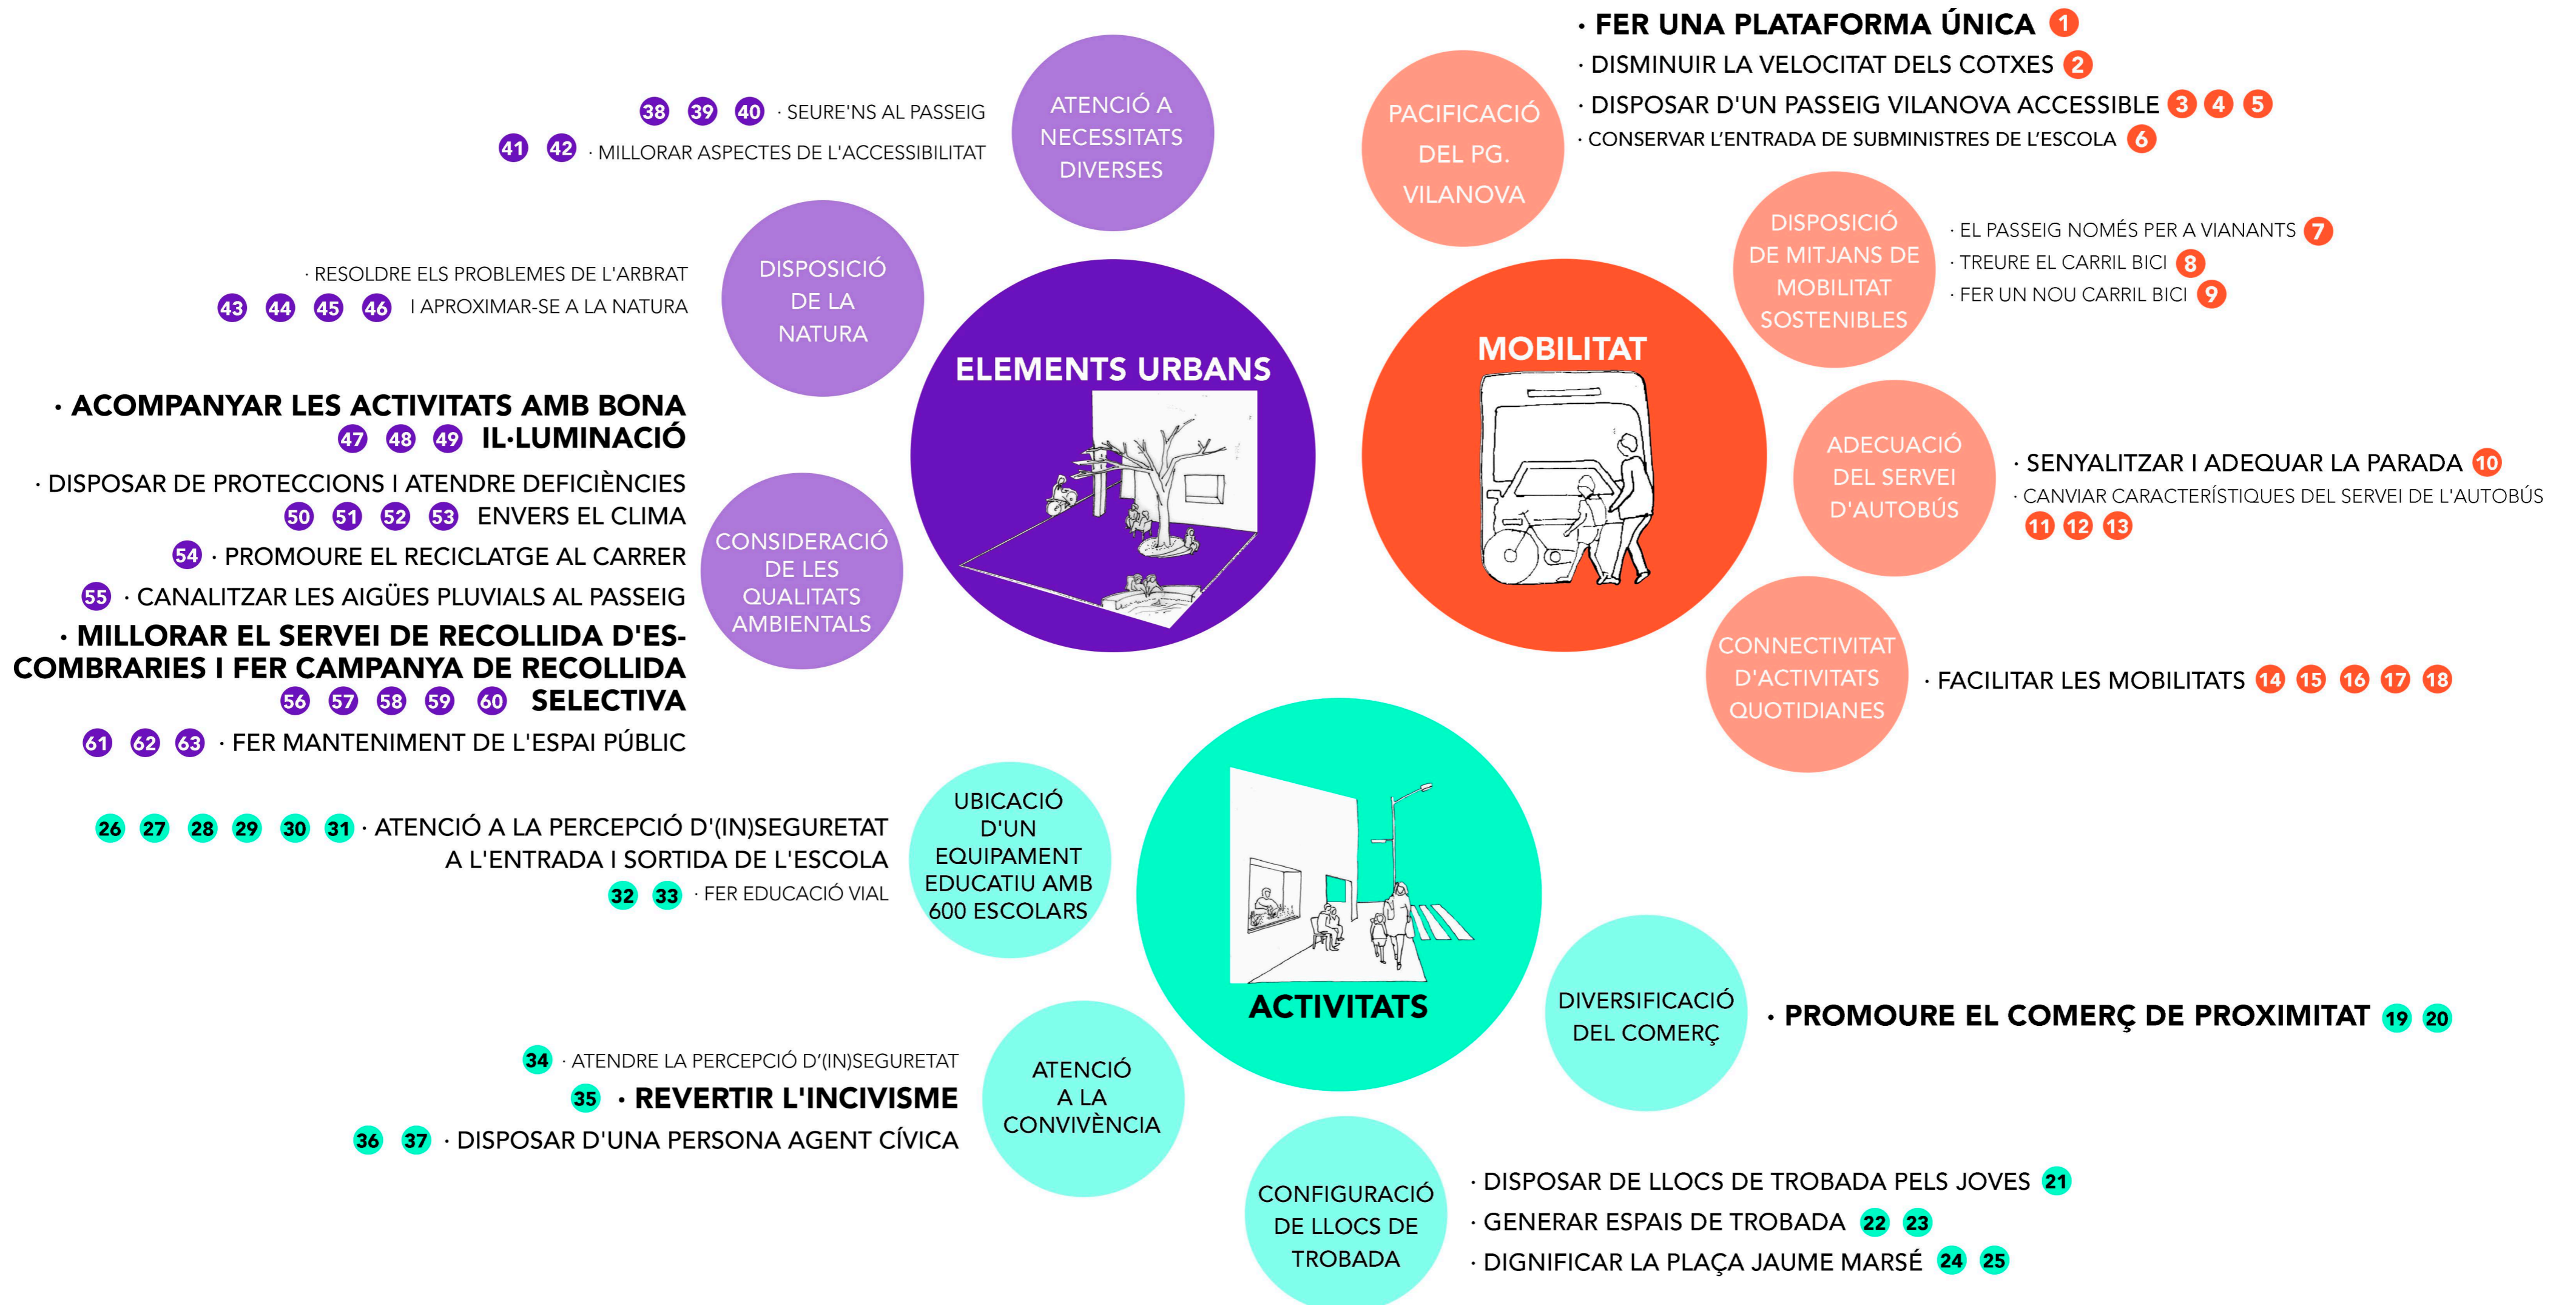 ELEMENTS URBANS
ATENCIÓ A
NECESSITATS
DIVERSES
38 39 40 · SEURE'NS AL PASSEIG
41 42 · MILLORAR ASPECTES DE L'ACCESSIBILITAT
DISPOSICIÓ
DE LA
NATURA
· RESOLDRE ELS PROBLEMES DE L'ARBRAT
43 44 45 46 I APROXIMAR-SE A LA NATURA
CONSIDERACIÓ
DE LES
QUALITATS
AMBIENTALS
· ACOMPANYAR LES ACTIVITATS AMB BONA
47 48 49 IL·LUMINACIÓ
· DISPOSAR DE PROTECCIONS I ATENDRE DEFICIÈNCIES
50 51 52 53 ENVERS EL CLIMA
54 · PROMOURE EL RECICLATGE AL CARRER
55 · CANALITZAR LES AIGÜES PLUVIALS AL PASSEIG
· MILLORAR EL SERVEI DE RECOLLIDA D'ES-
COMBRARIES I FER CAMPANYA DE RECOLLIDA
56 57 58 59 60 SELECTIVA
61 62 63 · FER MANTENIMENT DE L'ESPAI PÚBLIC
MOBILITAT
PACIFICACIÓ
DEL PG.
VILANOVA
· FER UNA PLATAFORMA ÚNICA 1
· DISMINUIR LA VELOCITAT DELS COTXES 2
· DISPOSAR D'UN PASSEIG VILANOVA ACCESSIBLE 3 4 5
· CONSERVAR L'ENTRADA DE SUBMINISTRES DE L'ESCOLA 6
DISPOSICIÓ
DE MITJANS DE
MOBILITAT
SOSTENIBLES
· EL PASSEIG NOMÉS PER A VIANANTS 7
· TREURE EL CARRIL BICI 8
· FER UN NOU CARRIL BICI 9
ADECUACIÓ
DEL SERVEI
D'AUTOBÚS
· SENYALITZAR I ADEQUAR LA PARADA 10
· CANVIAR CARACTERÍSTIQUES DEL SERVEI DE L'AUTOBÚS
11 12 13
CONNECTIVITAT
D'ACTIVITATS
QUOTIDIANES
· FACILITAR LES MOBILITATS 14 15 16 17 18
ACTIVITATS
UBICACIÓ
D'UN
EQUIPAMENT
EDUCATIU AMB
600 ESCOLARS
26 27 28 29 30 31 · ATENCIÓ A LA PERCEPCIÓ D'(IN)SEGURETAT
A L'ENTRADA I SORTIDA DE L'ESCOLA
32 33 · FER EDUCACIÓ VIAL
ATENCIÓ
A LA
CONVIVÈNCIA
34 · ATENDRE LA PERCEPCIÓ D'(IN)SEGURETAT
35 · REVERTIR L'INCIVISME
36 37 · DISPOSAR D'UNA PERSONA AGENT CÍVICA
DIVERSIFICACIÓ
DEL COMERÇ
· PROMOURE EL COMERÇ DE PROXIMITAT 19 20
CONFIGURACIÓ
DE LLOCS DE
TROBADA
· DISPOSAR DE LLOCS DE TROBADA PELS JOVES 21
· GENERAR ESPAIS DE TROBADA 22 23
· DIGNIFICAR LA PLAÇA JAUME MARSÉ 24 25